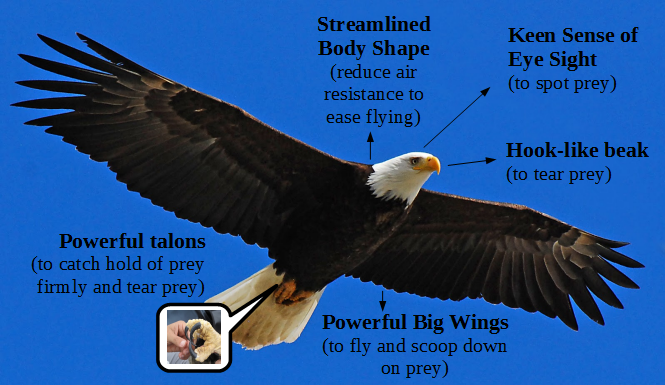 Streamlined
Body Shape
(reduce air
resistance to
ease flying)
Keen Sense of
Eye Sight
(to spot prey)
Hook-like beak
(to tear prey)
Powerful talons
(to catch hold of prey
firmly and tear prey)
Powerful Big Wings
(to fly and scoop down
on prey)